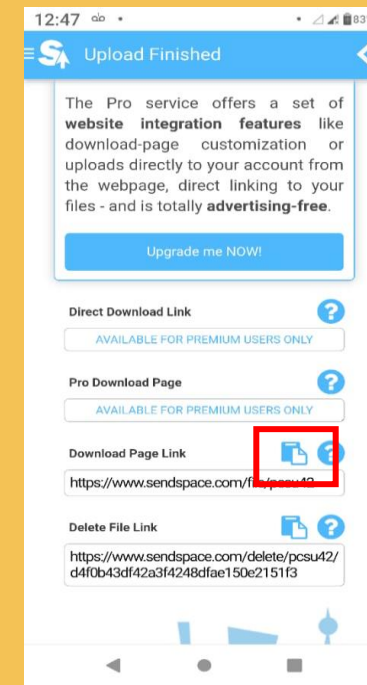 12:47
83
Upload Finished
The Pro service offers a set of
website integration features like
download-page customization or
uploads directly to your account from
the webpage, direct linking to your
files - and is totally advertising-free.
Upgrade me NOW!
Direct Download Link
?
AVAILABLE FOR PREMIUM USERS ONLY
Pro Download Page
?
AVAILABLE FOR PREMIUM USERS ONLY
Download Page Link
?
https://www.sendspace.com/file/pcsu42
Delete File Link
?
https://www.sendspace.com/delete/pcsu42/
d4f0b43df42a3f4248dfae150e2151f3